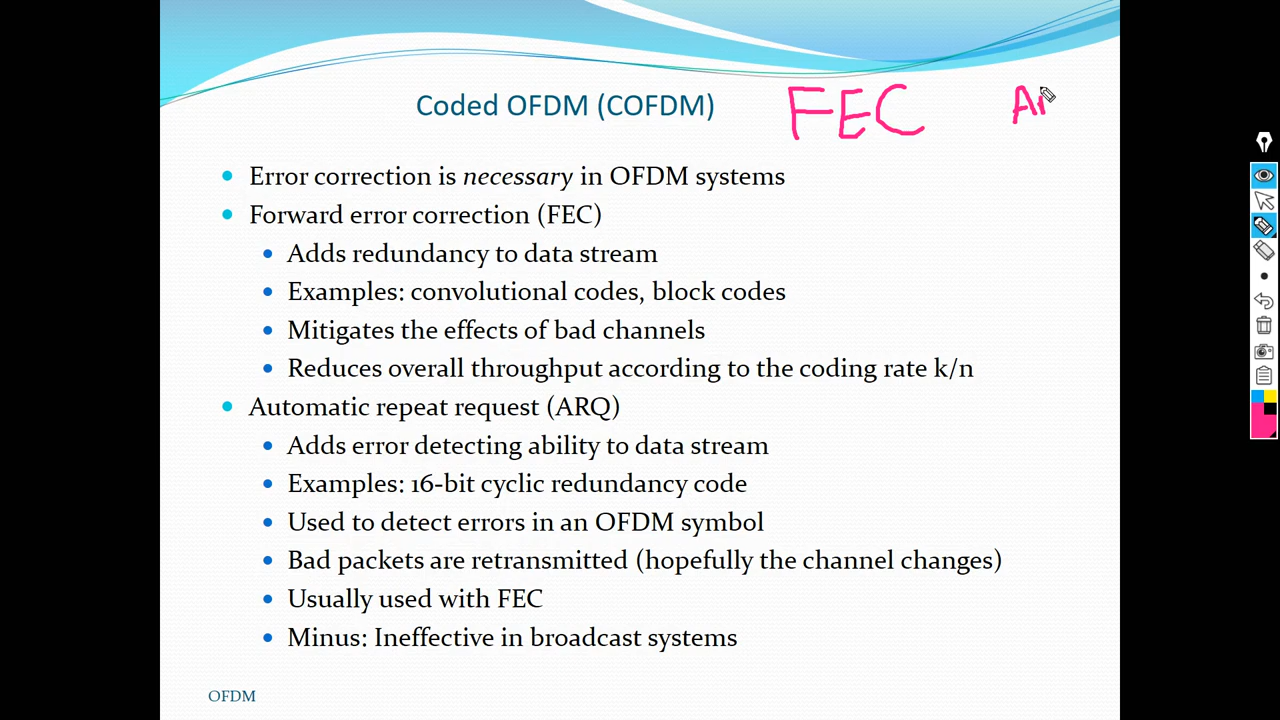 Coded OFDM (COFDM) FEC
Error correction is necessary in OFDM systems
Forward error correction (FEC)
Adds redundancy to data stream
Examples: convolutional codes, block codes
Mitigates the effects of bad channels
Reduces overall throughput according to the coding rate k/n
Automatic repeat request (ARQ)
Adds error detecting ability to data stream
Examples: 16-bit cyclic redundancy code
Used to detect errors in an OFDM symbol
Bad packets are retransmitted (hopefully the channel changes)
Usually used with FEC
Minus: Ineffective in broadcast systems
OFDM